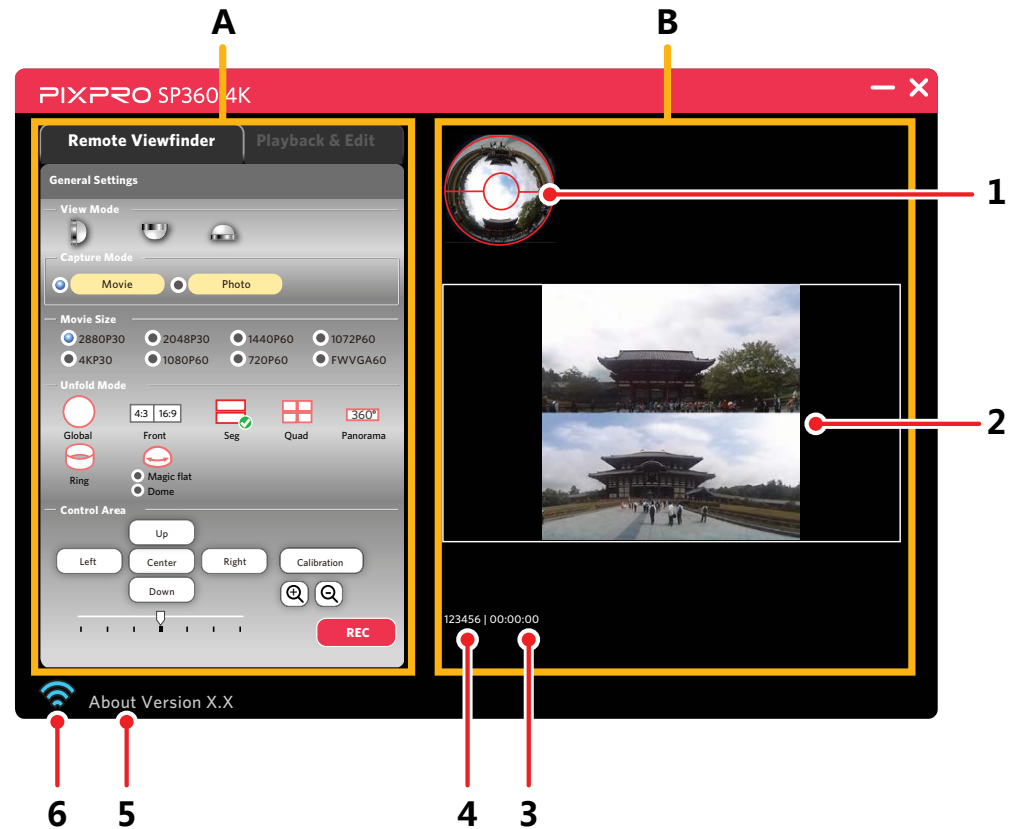 A B
PIXPRO SP360 4K
Remote Viewfinder Playback & Edit
General Settings
View Mode
Capture Mode
Movie Photo
Movie Size
2880P30 2048P30 1440P60 1072P60
4KP30 1080P60 720P60 FWVGA60
Unfold Mode
4:3 16:9 360°
Global Front Seg Quad Panorama
Ring Magic flat
Dome
Control Area
Up
Left Center Right Calibration
Down
REC
1
2
123456 | 00:00:00
About Version X.X
6 5 4 3